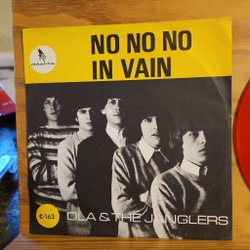 NO NO NO
IN VAIN
C-163
OLA & THE JANGLERS